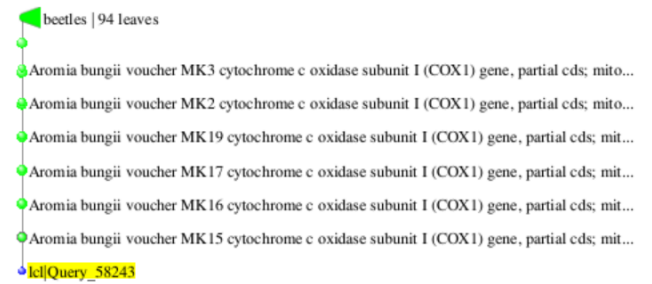 beetles | 94 leaves
Aromia bungii voucher MK3 cytochrome c oxidase subunit I (COX1) gene, partial cds; mito...
Aromia bungii voucher MK2 cytochrome c oxidase subunit I (COX1) gene, partial cds; mito...
Aromia bungii voucher MK19 cytochrome c oxidase subunit I (COX1) gene, partial cds; mit...
Aromia bungii voucher MK17 cytochrome c oxidase subunit I (COX1) gene, partial cds; mit...
Aromia bungii voucher MK16 cytochrome c oxidase subunit I (COX1) gene, partial cds; mit...
Aromia bungii voucher MK15 cytochrome c oxidase subunit I (COX1) gene, partial cds; mit...
lcl|Query_58243